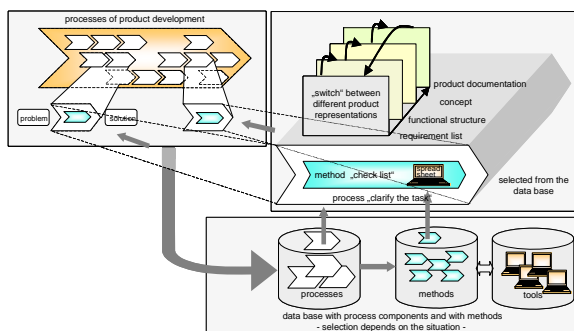 processes of product development
problem
solution
„switch“ between
different product
representations
product documentation
concept
functional structure
requirement list
method „check list“
spread
sheet
process „clarify the task“
selected from the
data base
processes
methods
tools
data base with process components and with methods
- selection depends on the situation -